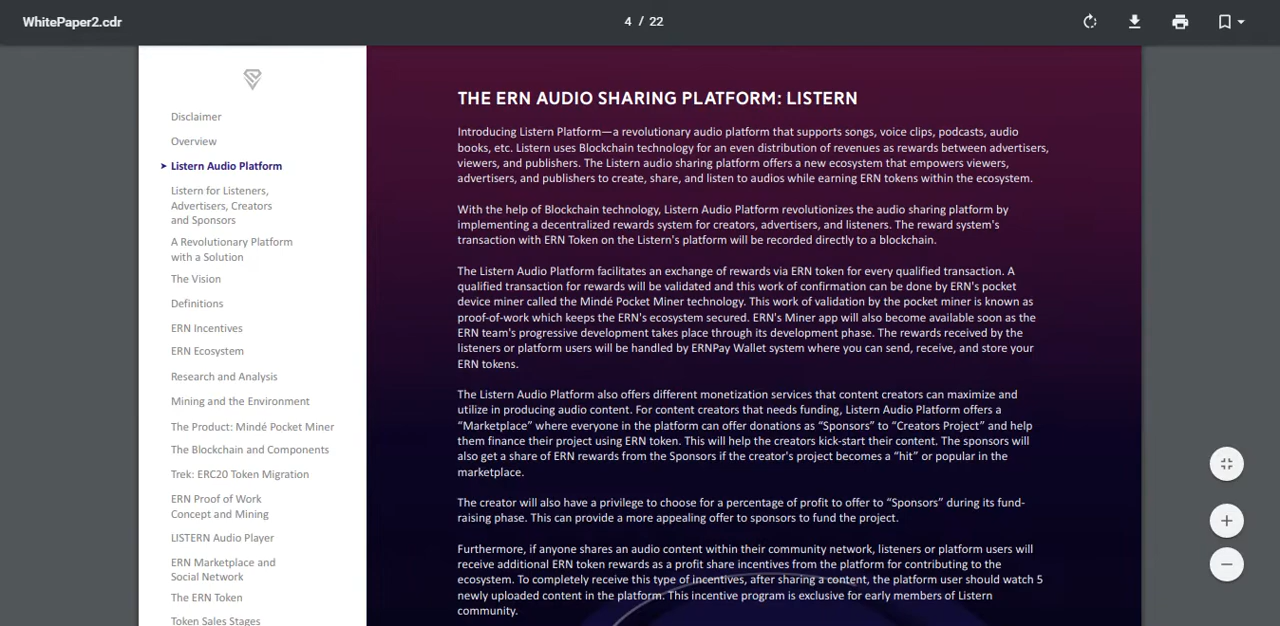 WhitePaper2.cdr
4 / 22
Disclaimer
Overview
➤ Listern Audio Platform
Listern for Listeners,
Advertisers, Creators
and Sponsors
A Revolutionary Platform
with a Solution
The Vision
Definitions
ERN Incentives
ERN Ecosystem
Research and Analysis
Mining and the Environment
The Product: Mindé Pocket Miner
The Blockchain and Components
Trek: ERC20 Token Migration
ERN Proof of Work
Concept and Mining
LISTERN Audio Player
ERN Marketplace and
Social Network
The ERN Token
Token Sales Stages
THE ERN AUDIO SHARING PLATFORM: LISTERN
Introducing Listern Platform—a revolutionary audio platform that supports songs, voice clips, podcasts, audio
books, etc. Listern uses Blockchain technology for an even distribution of revenues as rewards between advertisers,
viewers, and publishers. The Listern audio sharing platform offers a new ecosystem that empowers viewers,
advertisers, and publishers to create, share, and listen to audios while earning ERN tokens within the ecosystem.
With the help of Blockchain technology, Listern Audio Platform revolutionizes the audio sharing platform by
implementing a decentralized rewards system for creators, advertisers, and listeners. The reward system's
transaction with ERN Token on the Listern's platform will be recorded directly to a blockchain.
The Listern Audio Platform facilitates an exchange of rewards via ERN token for every qualified transaction. A
qualified transaction for rewards will be validated and this work of confirmation can be done by ERN's pocket
device miner called the Mindé Pocket Miner technology. This work of validation by the pocket miner is known as
proof-of-work which keeps the ERN's ecosystem secured. ERN's Miner app will also become available soon as the
ERN team's progressive development takes place through its development phase. The rewards received by the
listeners or platform users will be handled by ERNPay Wallet system where you can send, receive, and store your
ERN tokens.
The Listern Audio Platform also offers different monetization services that content creators can maximize and
utilize in producing audio content. For content creators that needs funding, Listern Audio Platform offers a
“Marketplace” where everyone in the platform can offer donations as “Sponsors” to “Creators Project” and help
them finance their project using ERN token. This will help the creators kick-start their content. The sponsors will
also get a share of ERN rewards from the Sponsors if the creator's project becomes a “hit” or popular in the
marketplace.
The creator will also have a privilege to choose for a percentage of profit to offer to “Sponsors” during its fund-
raising phase. This can provide a more appealing offer to sponsors to fund the project.
Furthermore, if anyone shares an audio content within their community network, listeners or platform users will
receive additional ERN token rewards as a profit share incentives from the platform for contributing to the
ecosystem. To completely receive this type of incentives, after sharing a content, the platform user should watch 5
newly uploaded content in the platform. This incentive program is exclusive for early members of Listern
community.